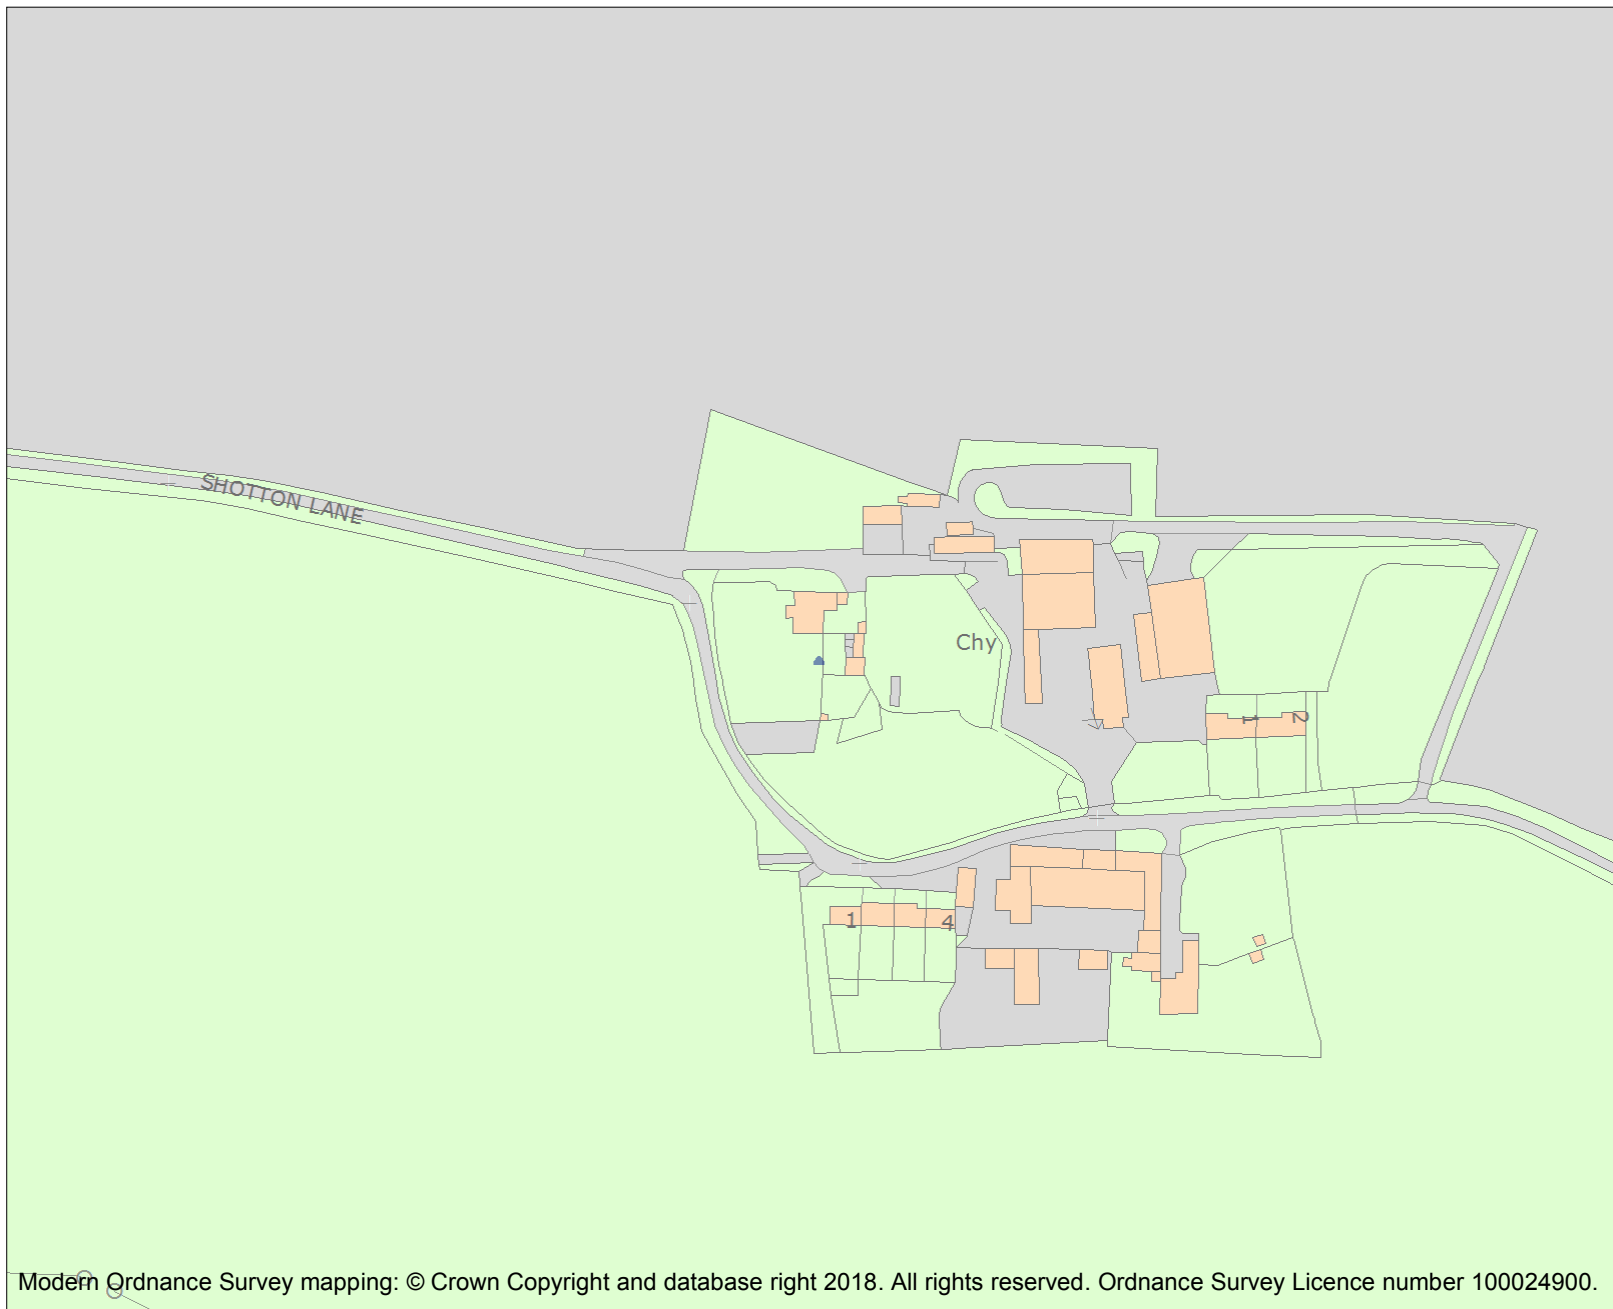 SHOTTON LANE
Chy
1
2
1
4
Modern Ordnance Survey mapping: © Crown Copyright and database right 2018. All rights reserved. Ordnance Survey Licence number 100024900.